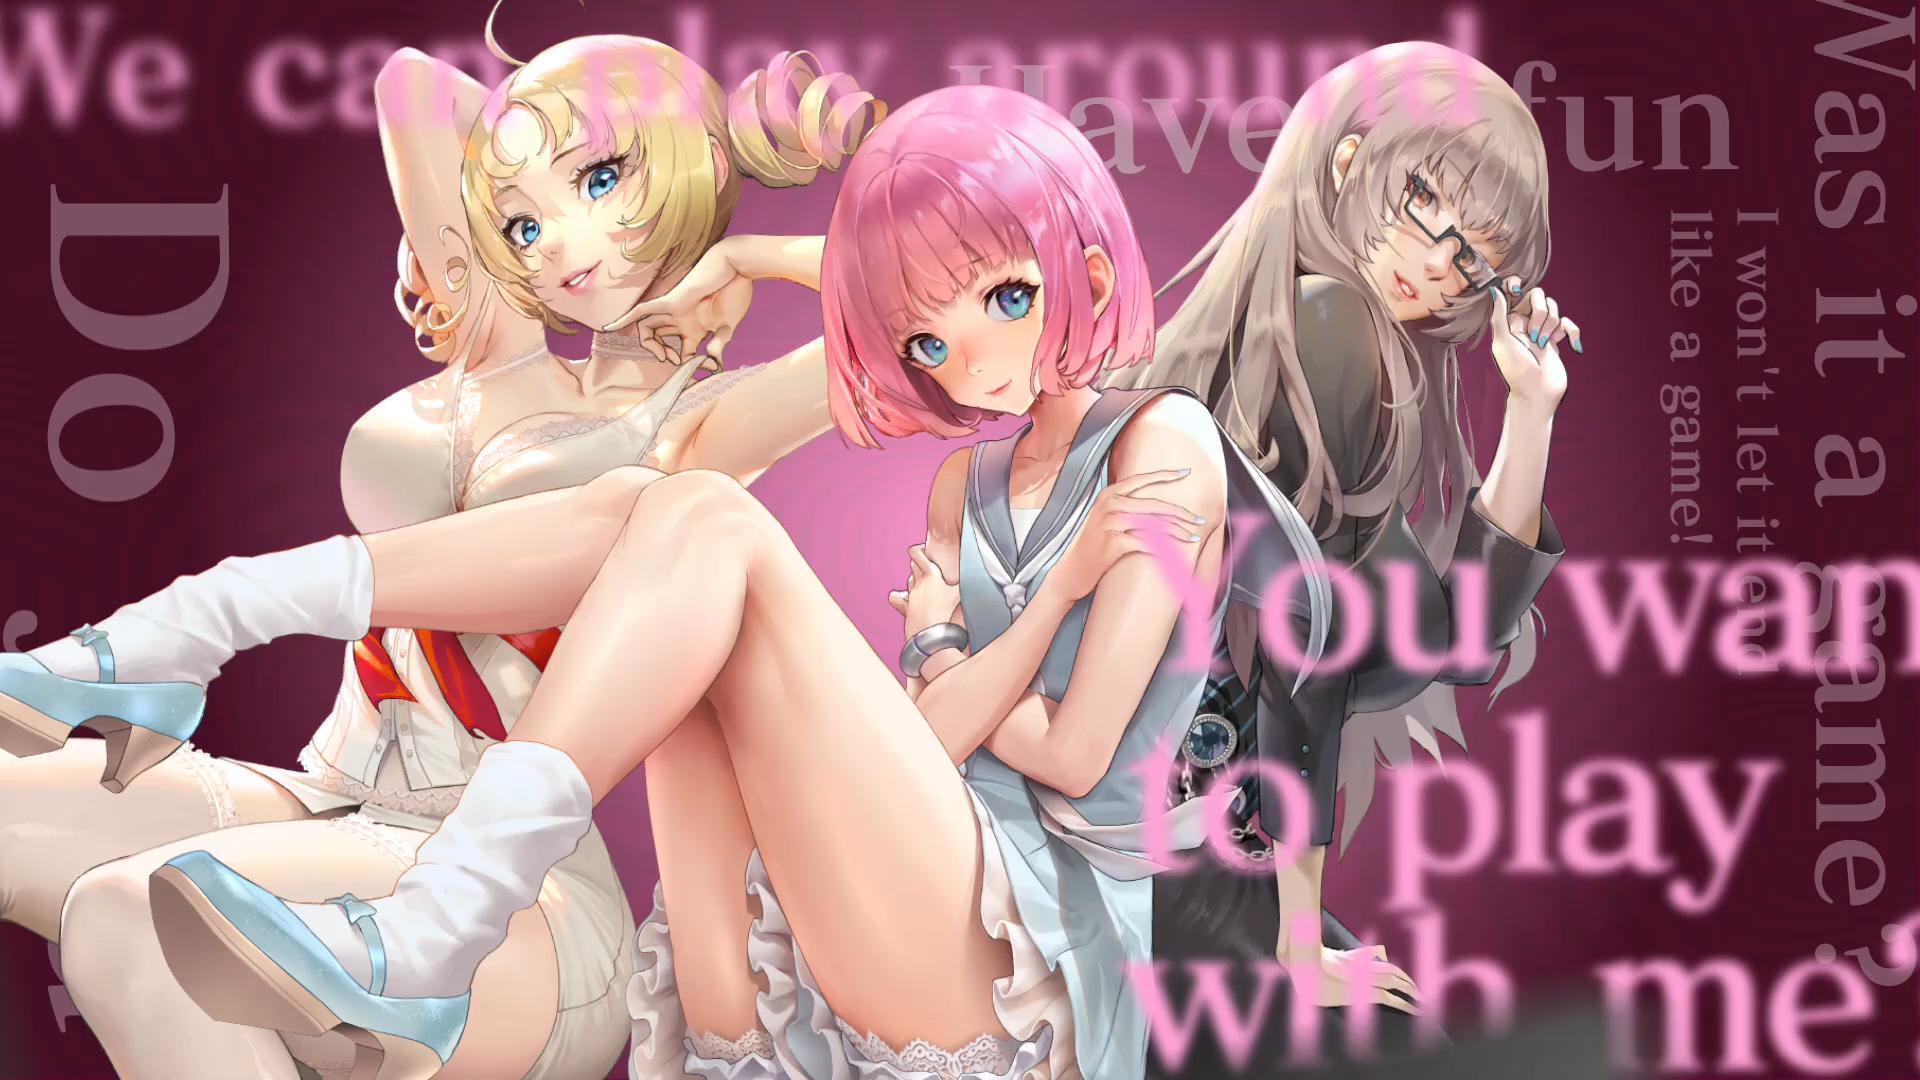 We can play around
Have fun
Do
Was it a game?
I won't let it end
like a game!
You wan
to play
with me?